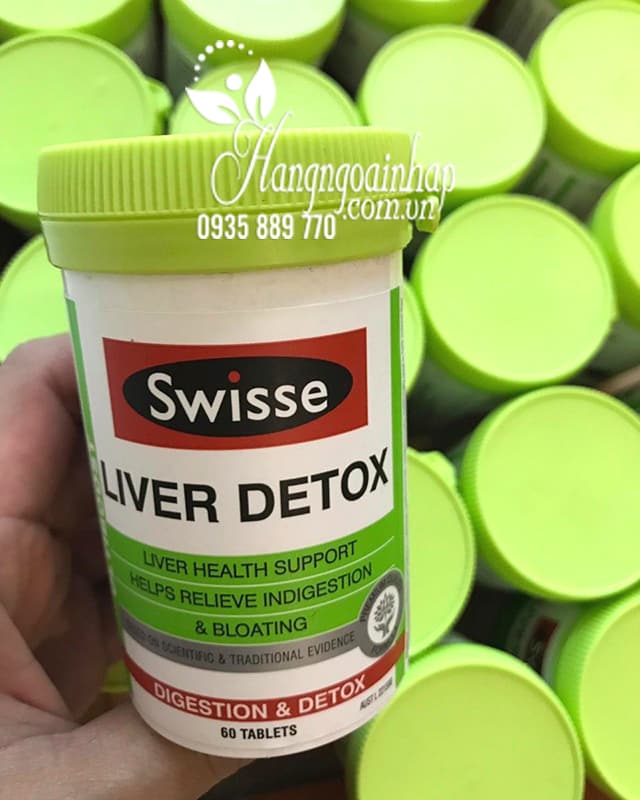 Hangngoainhap
.com.vn
0935 889 770
Swisse
LIVER DETOX
LIVER HEALTH SUPPORT
HELPS RELIEVE INDIGESTION
& BLOATING
BASED ON SCIENTIFIC & TRADITIONAL EVIDENCE
DIGESTION & DETOX
60 TABLETS
AUST L